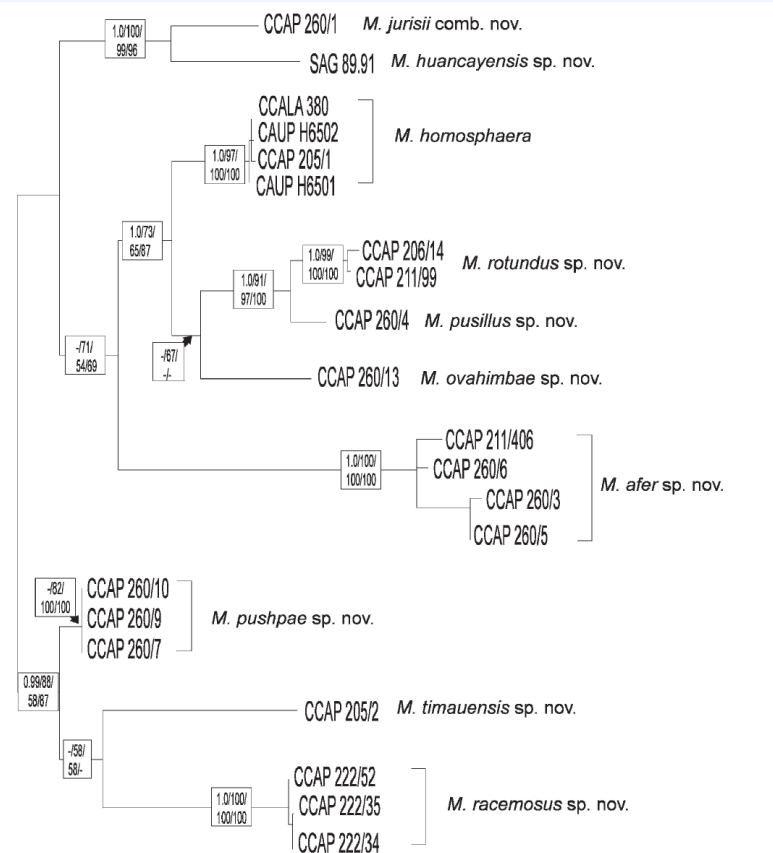 1.0/100/
99/96
CCAP 260/1 M. jurisii comb. nov.
SAG 89.91 M. huancayensis sp. nov.
CCALA 380
CAUP H6502
CCAP 205/1
CAUP H6501
M. homosphaera
1.0/97/
100/100
1.0/73/
65/87
1.0/99/
100/100
CCAP 206/14
CCAP 211/99
M. rotundus sp. nov.
1.0/91/
97/100
CCAP 260/4 M. pusillus sp. nov.
-/71/
54/69
-/67/
-/-
CCAP 260/13 M. ovahimbae sp. nov.
1.0/100/
100/100
CCAP 211/406
CCAP 260/6
CCAP 260/3
CCAP 260/5
M. afer sp. nov.
-/82/
100/100
CCAP 260/10
CCAP 260/9
CCAP 260/7
M. pushpae sp. nov.
0.99/88/
58/87
CCAP 205/2 M. timauensis sp. nov.
-/58/
58/-
1.0/100/
100/100
CCAP 222/52
CCAP 222/35
CCAP 222/34
M. racemosus sp. nov.